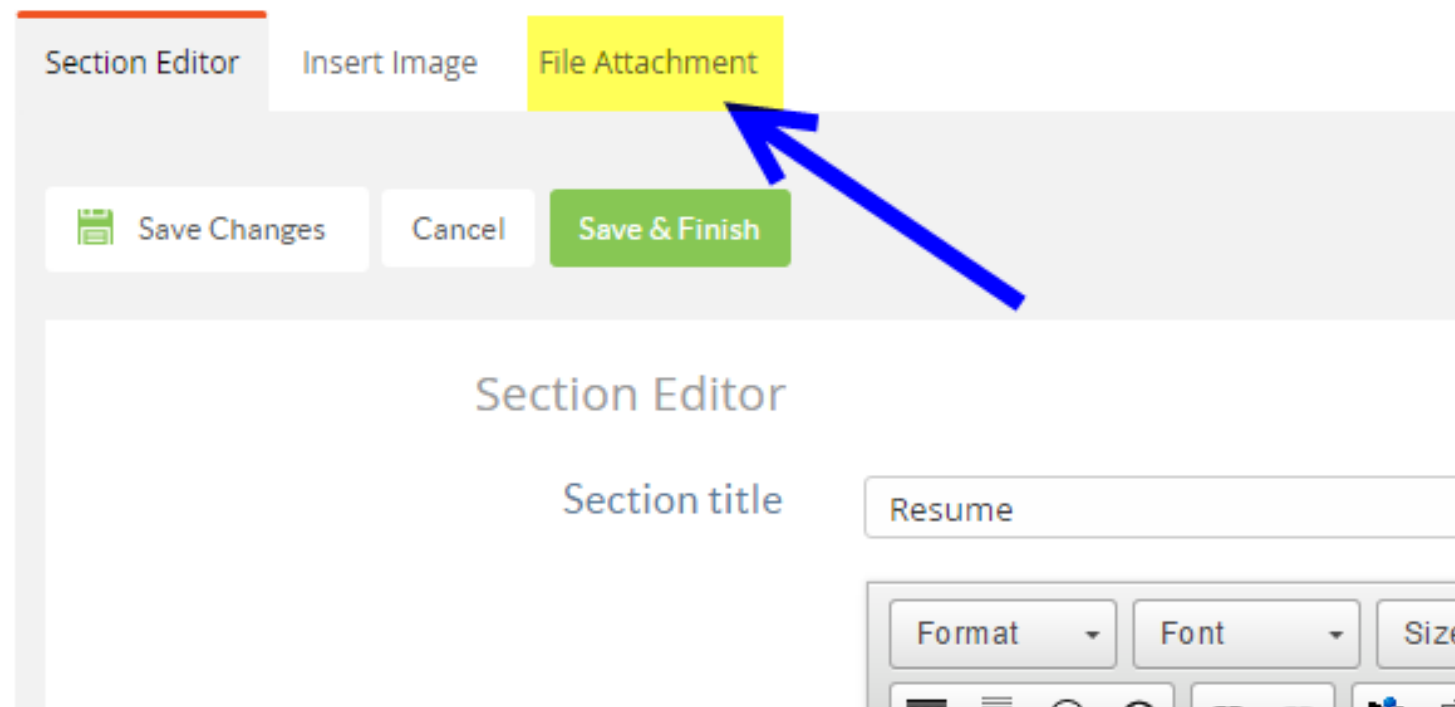 Section Editor Insert Image File Attachment
Save Changes Cancel Save & Finish
Section Editor
Section title Resume
Format Font